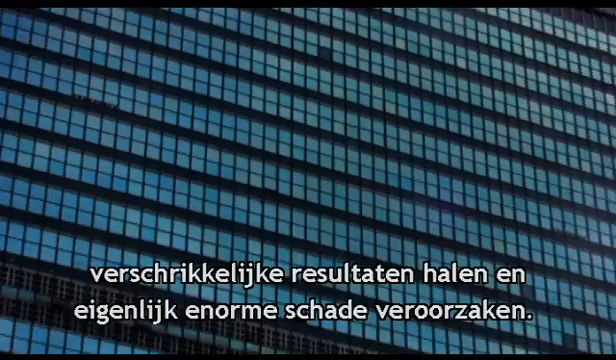 verschrikkelijke resultaten halen en
eigenlijk enorme schade veroorzaken.